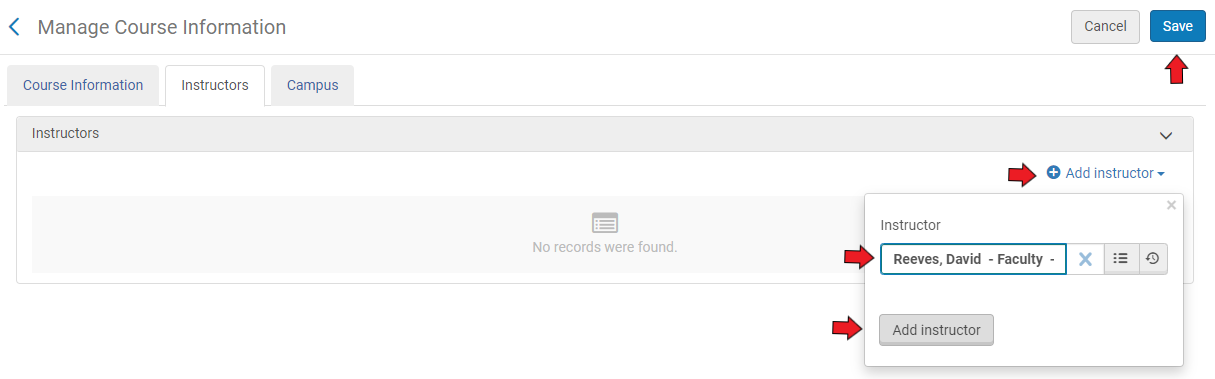 Manage Course Information
Cancel
Save
Course Information
Instructors
Campus
Instructors
Add instructor
No records were found.
Instructor
Reeves, David - Faculty -
Add instructor